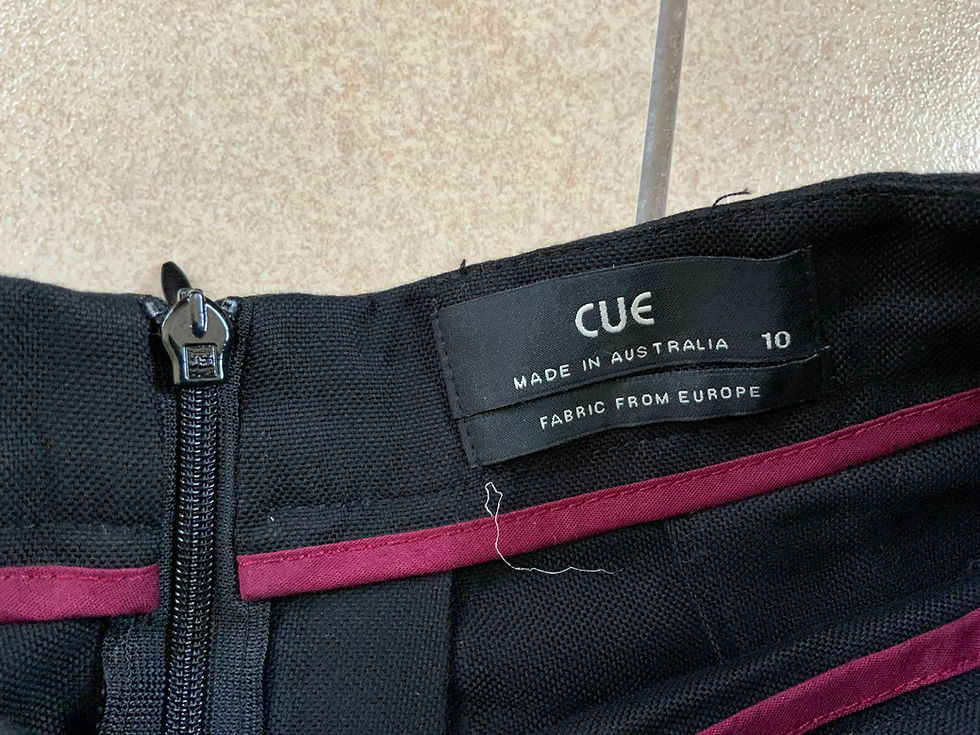 CUE
MADE IN AUSTRALIA 10
FABRIC FROM EUROPE